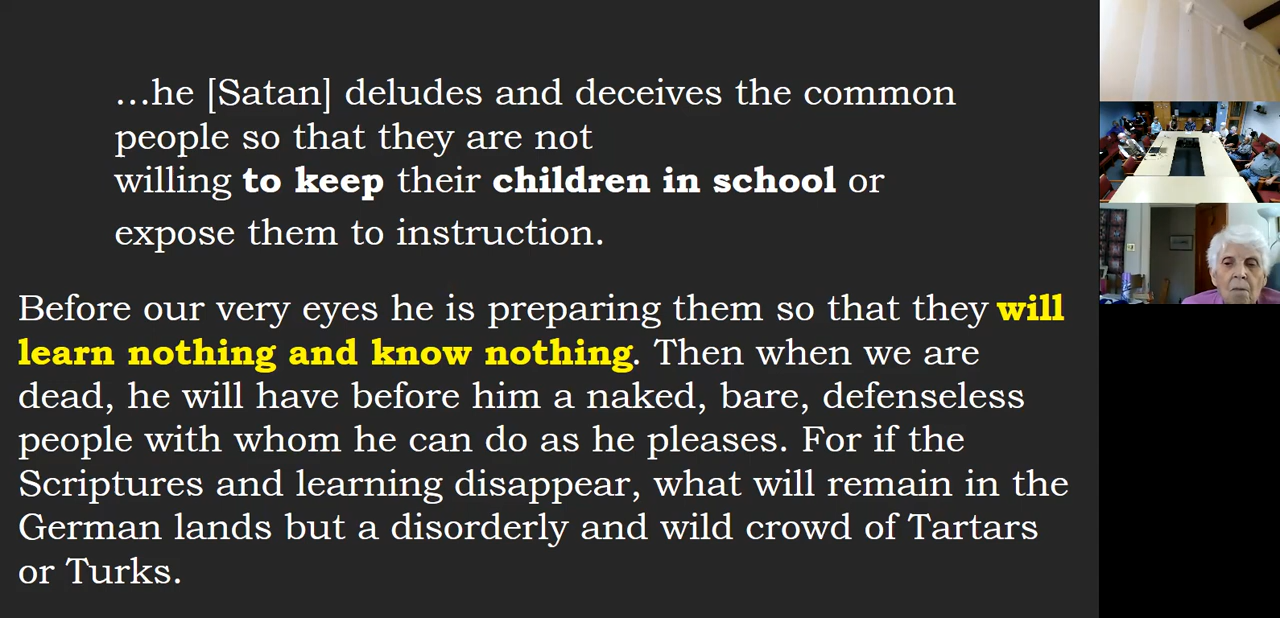 …he [Satan] deludes and deceives the common
people so that they are not
willing to keep their children in school or
expose them to instruction.
Before our very eyes he is preparing them so that they will
learn nothing and know nothing. Then when we are
dead, he will have before him a naked, bare, defenseless
people with whom he can do as he pleases. For if the
Scriptures and learning disappear, what will remain in the
German lands but a disorderly and wild crowd of Tartars
or Turks.